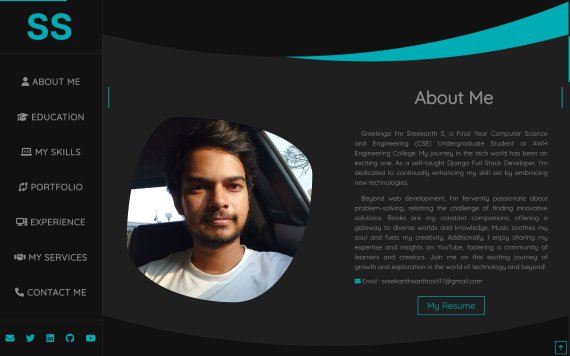 SS
ABOUT ME
EDUCATION
MY SKILLS
PORTFOLIO
EXPERIENCE
MY SERVICES
CONTACT ME
About Me
Greetings! I'm Sreekanth S, a Final Year Computer Science
and Engineering (CSE) Undergraduate Student at AWH
Engineering College. My journey in the tech world has been an
exciting one. As a self-taught Django Full Stack Developer, I'm
dedicated to continually enhancing my skill set by embracing
new technologies.
Beyond web development, I'm fervently passionate about
problem-solving, relishing the challenge of finding innovative
solutions. Books are my constant companions, offering a
gateway to diverse worlds and knowledge. Music soothes my
soul and fuels my creativity. Additionally, I enjoy sharing my
expertise and insights on YouTube, fostering a community of
learners and creators. Join me on this exciting journey of
growth and exploration in the world of technology and beyond!
Email : sreekanthsanthosh17@gmail.com
My Resume